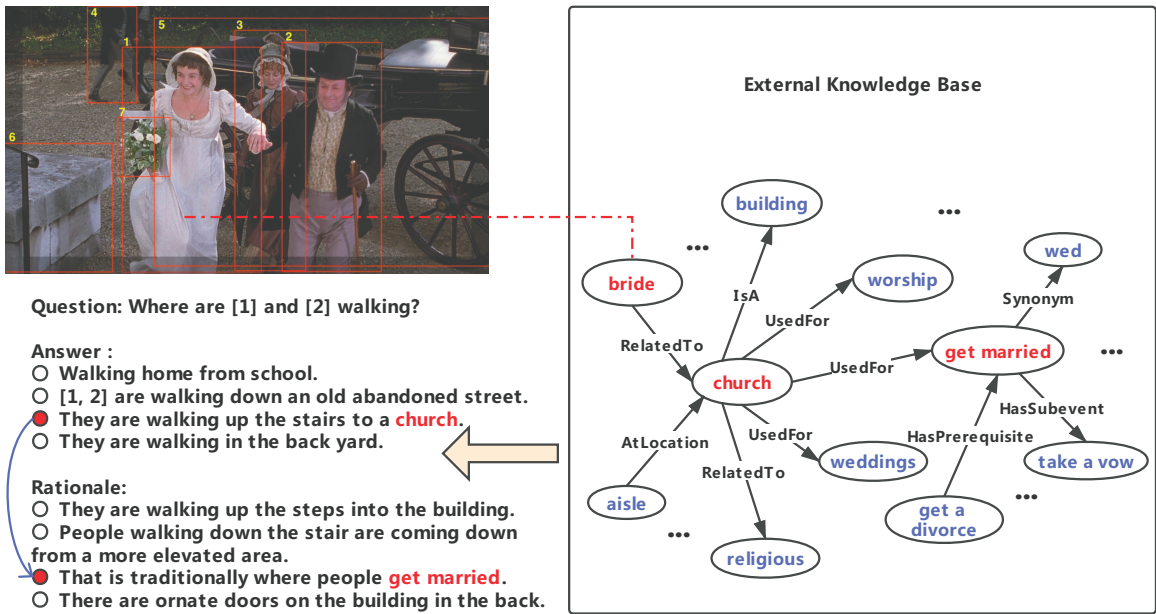 4
5
3
1
2
7
6
Question: Where are [1] and [2] walking?
Answer :
Walking home from school.
[1, 2] are walking down an old abandoned street.
They are walking up the stairs to a church.
They are walking in the back yard.
Rationale:
They are walking up the steps into the building.
People walking down the stair are coming down
from a more elevated area.
That is traditionally where people get married.
There are ornate doors on the building in the back.
External Knowledge Base
building
...
...
wed
bride
worship
IsA
Synonym
UsedFor
RelatedTo
get married
...
church
UsedFor
HasSubevent
AtLocation
UsedFor
HasPrerequisite
weddings
take a vow
RelatedTo
aisle
...
get a
divorce
...
religious